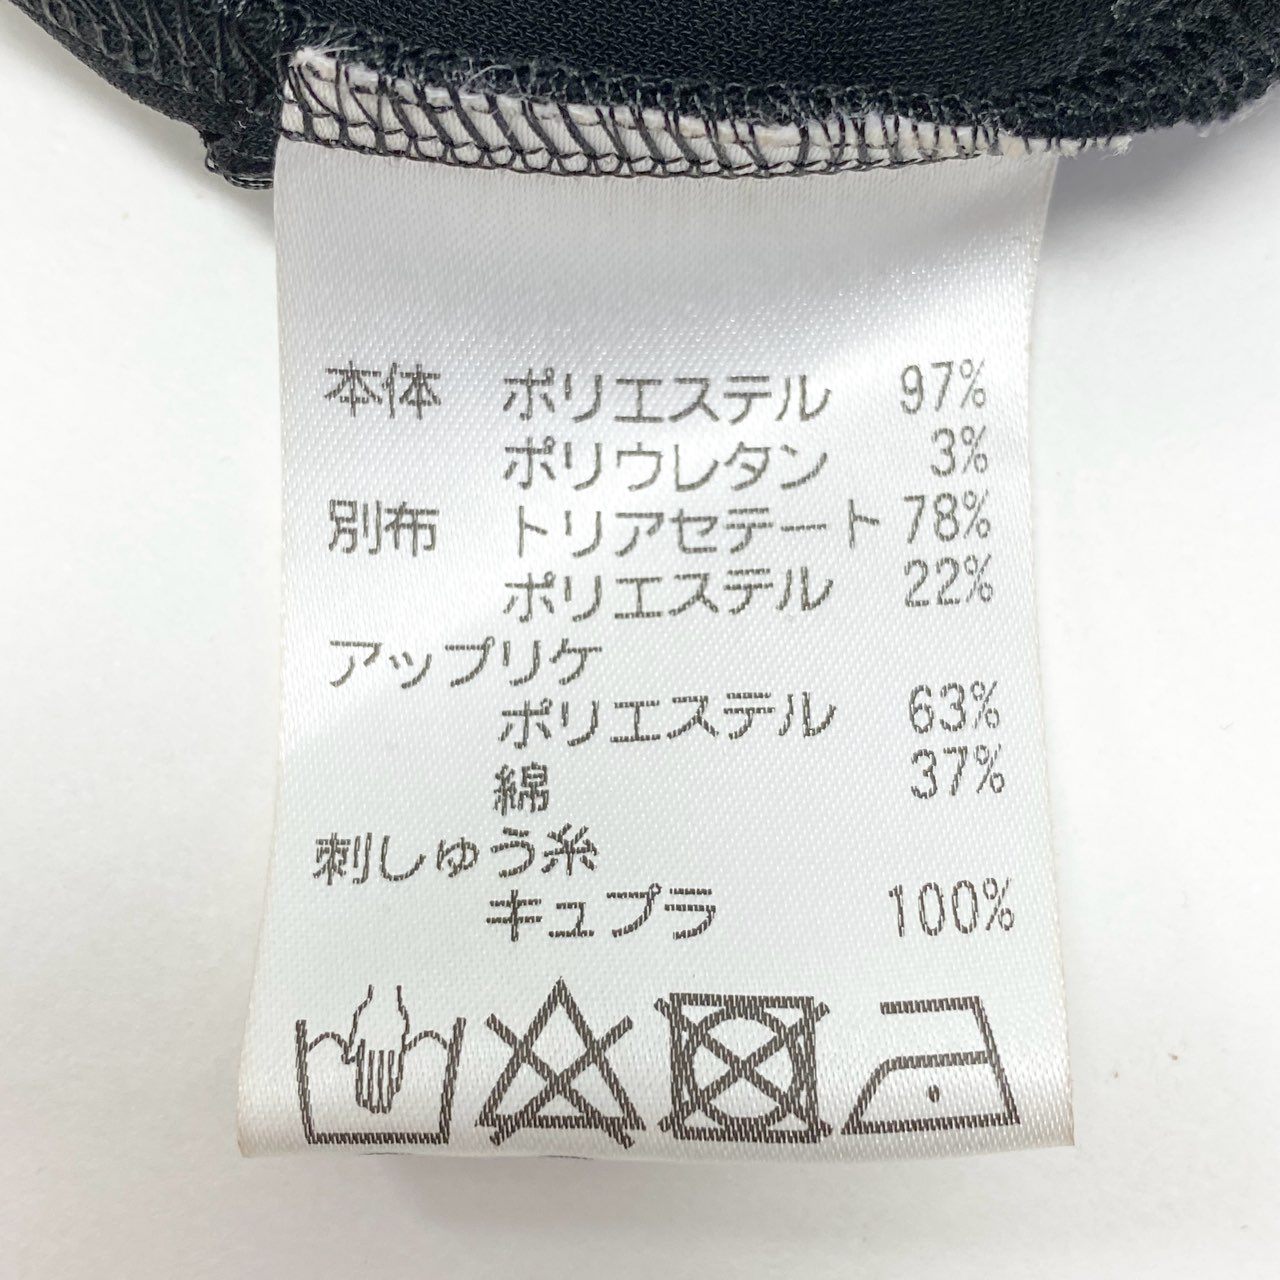 本体 ポリエステル 97%
ポリウレタン 3%
別布 トリアセテート 78%
ポリエステル 22%
アップリケ
ポリエステル 63%
綿 37%
刺しゅう糸
キュプラ 100%